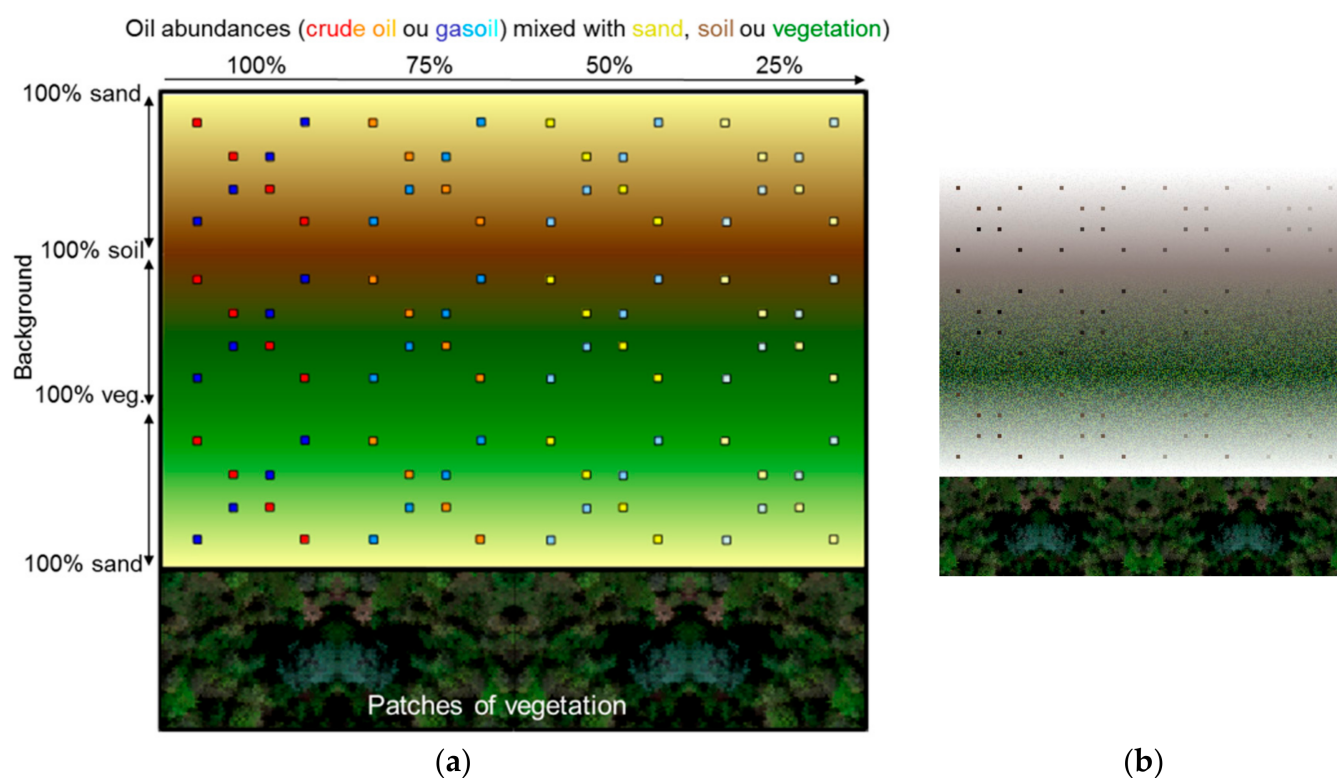 Oil abundances (crude oil ou gasoil) mixed with sand, soil ou vegetation)
100% 75% 50% 25%
100% sand
100% soil
Background
100% veg.
100% sand
Patches of vegetation
(a) (b)